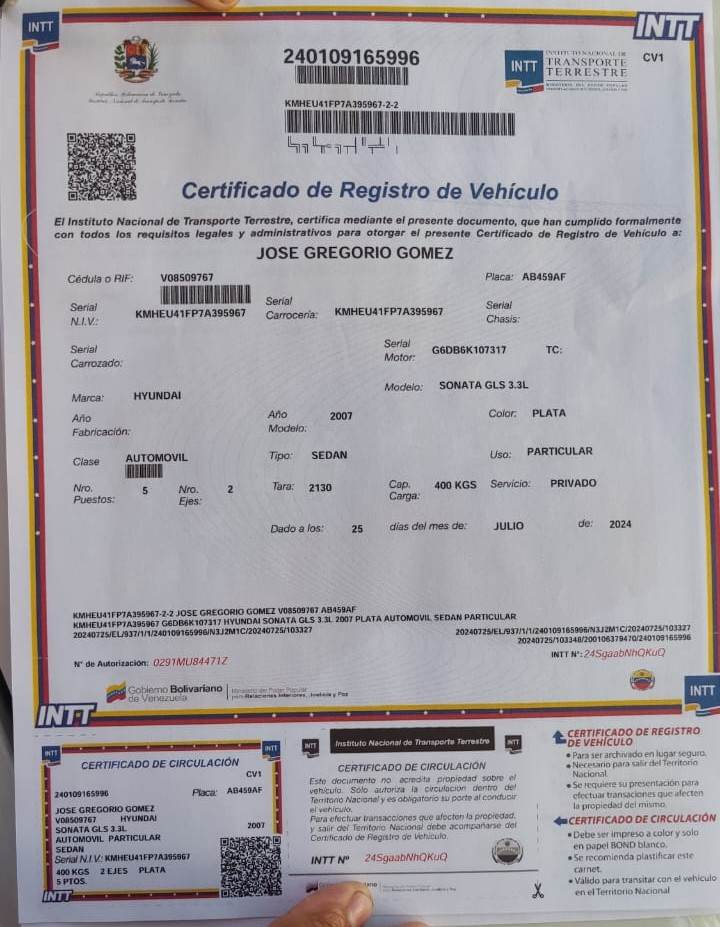 INTT
INTT
240109165996
INTT
INSTITUTO NACIONAL DE
TRANSPORTE
TERRESTRE
CV1
República Bolivariana de Venezuela
Instituto Nacional de Transporte Terrestre
KMHEU41FP7A395967-2-2
Certificado de Registro de Vehículo
El Instituto Nacional de Transporte Terrestre, certifica mediante el presente documento, que han cumplido formalmente
con todos los requisitos legales y administrativos para otorgar el presente Certificado de Registro de Vehículo a:
JOSE GREGORIO GOMEZ
Cédula o RIF: V08509767 Placa: AB459AF
Serial N.I.V.: KMHEU41FP7A395967 Serial Carrocería: KMHEU41FP7A395967 Serial Chasis:
Serial Carrozado: Serial Motor: G6DB6K107317 TC:
Marca: HYUNDAI Modelo: SONATA GLS 3.3L
Año Fabricación: Año Modelo: 2007 Color: PLATA
Clase AUTOMOVIL Tipo: SEDAN Uso: PARTICULAR
Nro. Puestos: 5 Nro. Ejes: 2 Tara: 2130 Cap. Carga: 400 KGS Servicio: PRIVADO
Dado a los: 25 días del mes de: JULIO de: 2024
KMHEU41FP7A395967-2-2 JOSE GREGORIO GOMEZ V08509767 AB459AF
KMHEU41FP7A395967 G6DB6K107317 HYUNDAI SONATA GLS 3.3L 2007 PLATA AUTOMOVIL SEDAN PARTICULAR
20240725/EL/937/1/1/240109165996/N3J2M1C/20240725/103327
20240725/EL/937/1/1/240109165996/N3J2M1C/20240725/103327
20240725/103348/200106379470/240109165996
N° de Autorización: 0291MU84471Z
INTT N°: 24SgaabNhQKuQ
Gobierno Bolivariano
de Venezuela
Ministerio del Poder Popular
para Relaciones Interiores, Justicia y Paz
INTT
INTT
INTT
INTT
CERTIFICADO DE CIRCULACIÓN
CV1
240109165996 Placa: AB459AF
JOSE GREGORIO GOMEZ
V08509767 HYUNDAI
SONATA GLS 3.3L 2007
AUTOMOVIL PARTICULAR
SEDAN
Serial N.I.V.: KMHEU41FP7A395967
400 KGS 2 EJES PLATA
5 PTOS.
INTT
INTT
Instituto Nacional de Transporte Terrestre
INTT
CERTIFICADO DE CIRCULACIÓN
Este documento no acredita propiedad sobre el
vehículo. Sólo autoriza la circulación dentro del
Territorio Nacional y es obligatorio su porte al conducir
el vehículo.
Para efectuar transacciones que afecten la propiedad,
y salir del Territorio Nacional debe acompañarse del
Certificado de Registro de Vehículo.
INTT N° 24SgaabNhQKuQ
CERTIFICADO DE REGISTRO
DE VEHÍCULO
• Para ser archivado en lugar seguro.
• Necesario para salir del Territorio
Nacional.
• Se requiere su presentación para
efectuar transacciones que afecten
la propiedad del mismo.
CERTIFICADO DE CIRCULACIÓN
• Debe ser impreso a color y solo
en papel BOND blanco.
• Se recomienda plastificar este
carnet.
• Válido para transitar con el vehículo
en el Territorio Nacional